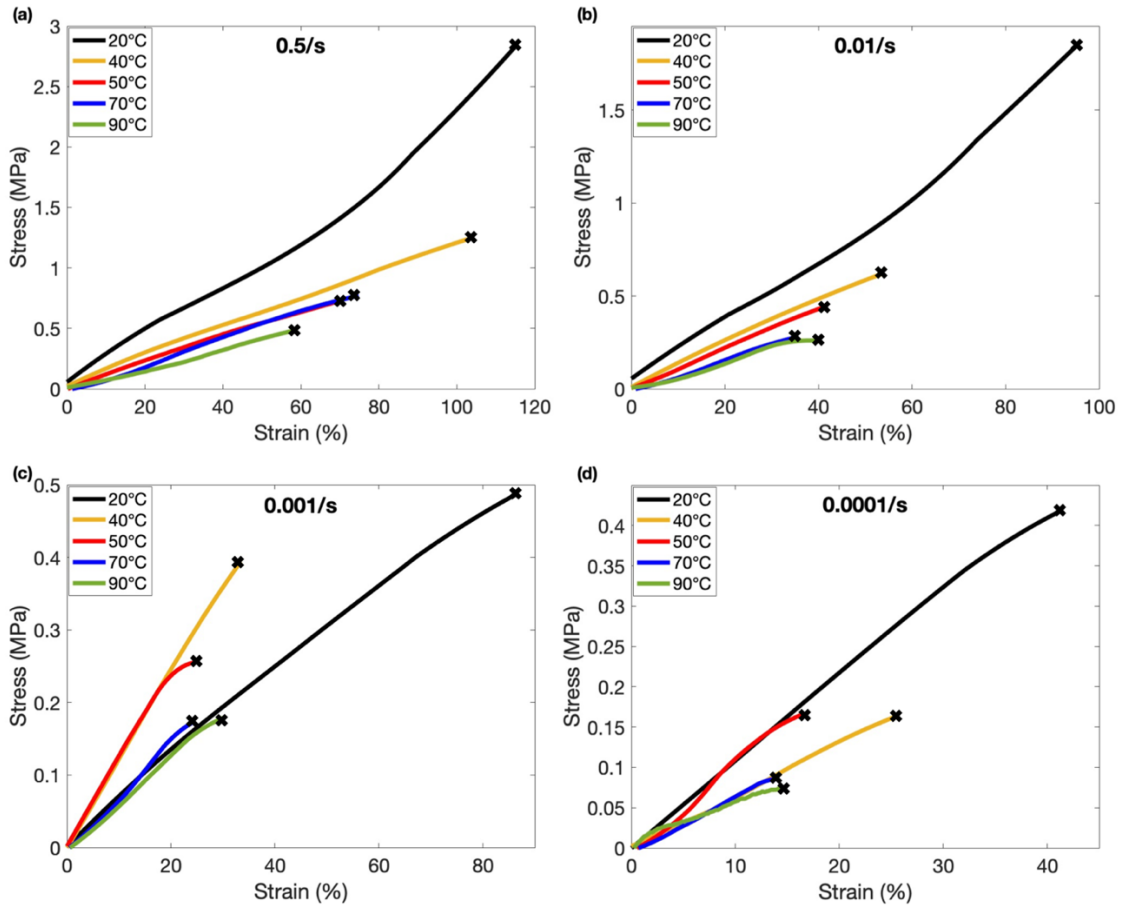 (a)
0.5/s
20°C
40°C
50°C
70°C
90°C
3
2.5
2
1.5
1
0.5
0
Stress (MPa)
0 20 40 60 80 100 120
Strain (%)
(b)
0.01/s
20°C
40°C
50°C
70°C
90°C
1.5
1
0.5
0
Stress (MPa)
0 20 40 60 80 100
Strain (%)
(c)
0.001/s
20°C
40°C
50°C
70°C
90°C
0.5
0.4
0.3
0.2
0.1
0
Stress (MPa)
0 20 40 60 80
Strain (%)
(d)
0.0001/s
20°C
40°C
50°C
70°C
90°C
0.4
0.35
0.3
0.25
0.2
0.15
0.1
0.05
0
Stress (MPa)
0 10 20 30 40
Strain (%)